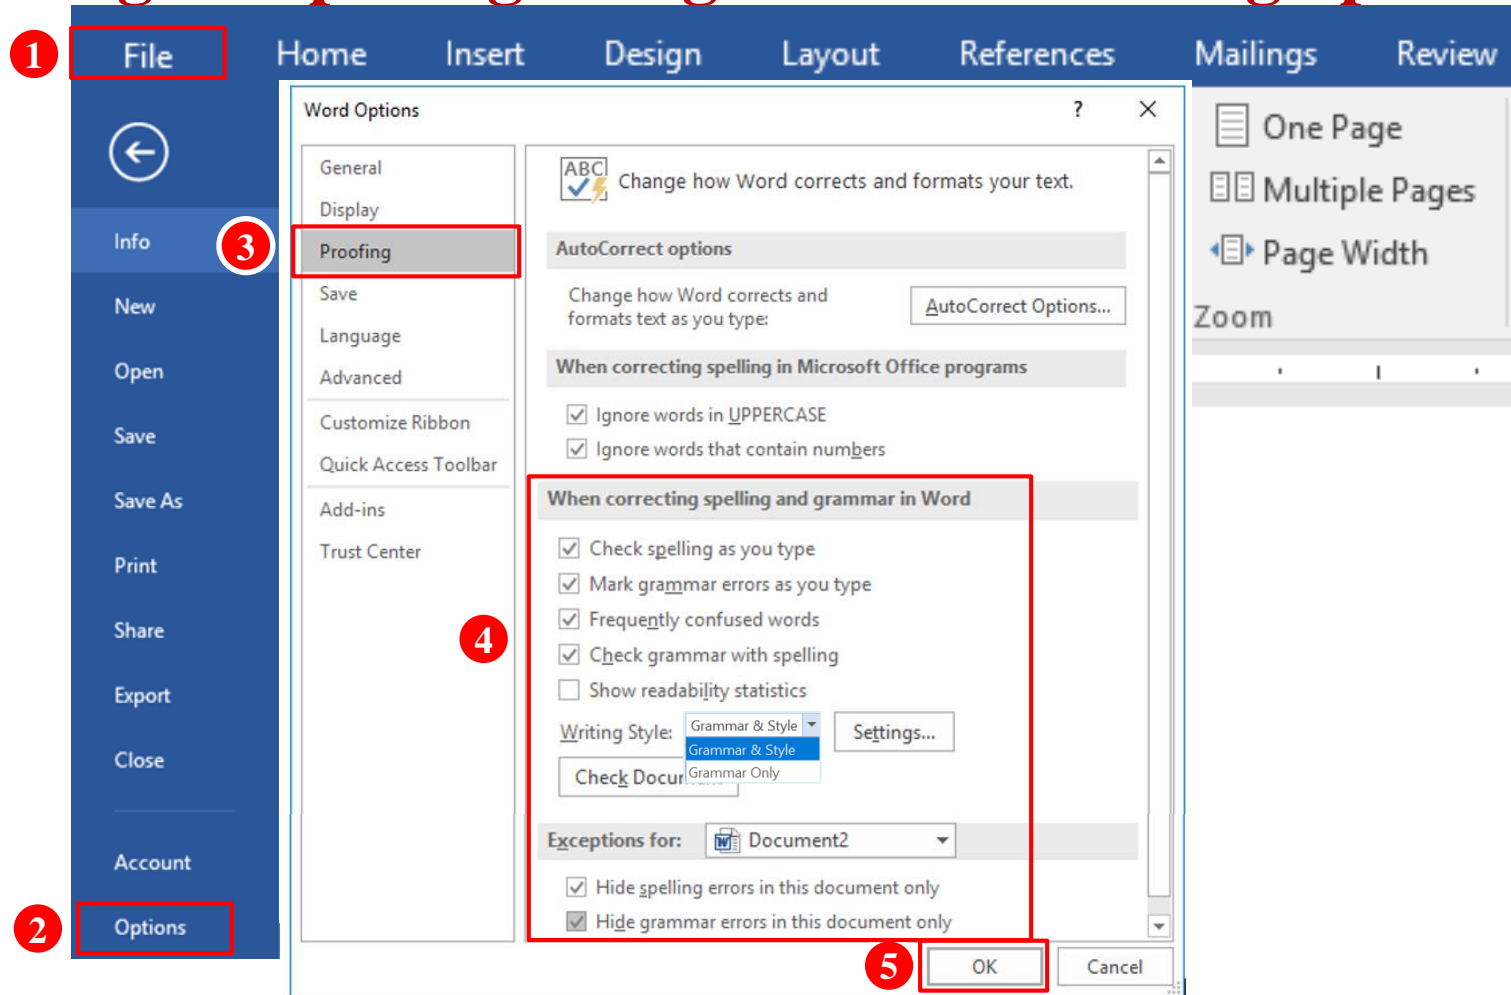 1 File Home Insert Design Layout References Mailings Review
Word Options ? ×
One Page
Multiple Pages
Page Width
Zoom
Info
New
Open
Save
Save As
Print
Share
Export
Close
Account
2 Options
General
Display
3 Proofing
Save
Language
Advanced
Customize Ribbon
Quick Access Toolbar
Add-ins
Trust Center
ABC Change how Word corrects and formats your text.
AutoCorrect options
Change how Word corrects and
formats text as you type:
AutoCorrect Options...
When correcting spelling in Microsoft Office programs
Ignore words in UPPERCASE
Ignore words that contain numbers
When correcting spelling and grammar in Word
Check spelling as you type
Mark grammar errors as you type
Frequently confused words
4 Check grammar with spelling
Show readability statistics
Writing Style: Grammar & Style Settings...
Grammar & Style
Grammar Only
Check Docu
Exceptions for: Document2
Hide spelling errors in this document only
Hide grammar errors in this document only
5 OK Cancel